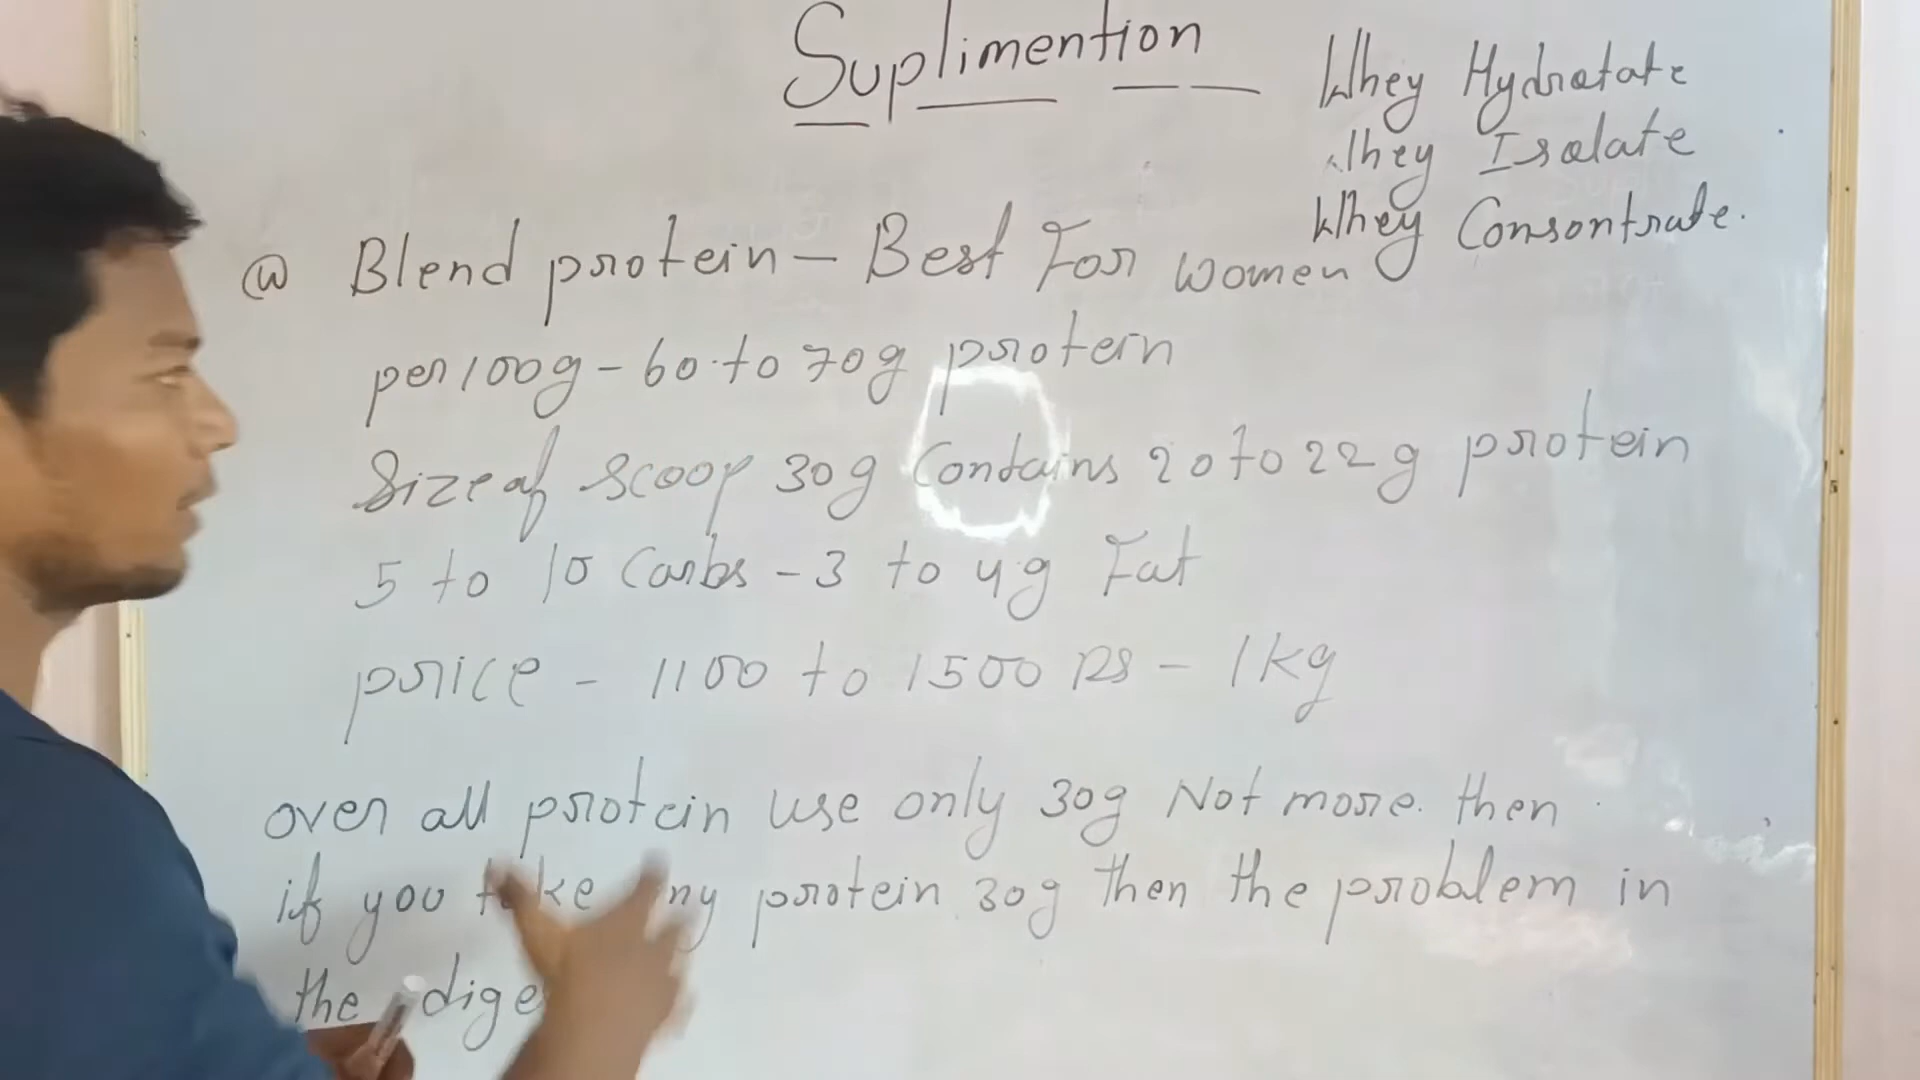 Suplimention
Whey Hydratate
Whey Isolate
Whey Consontrate.
@ Blend protein - Best For women
per 100g - 60 to 70g protein
Size of scoop 30g Contains 20 to 22g protein
5 to 10 Carbs - 3 to 4g Fat
price - 1100 to 1500 Rs - 1kg
over all protein use only 30g Not more. then
if you protein 30g then the problem in
the